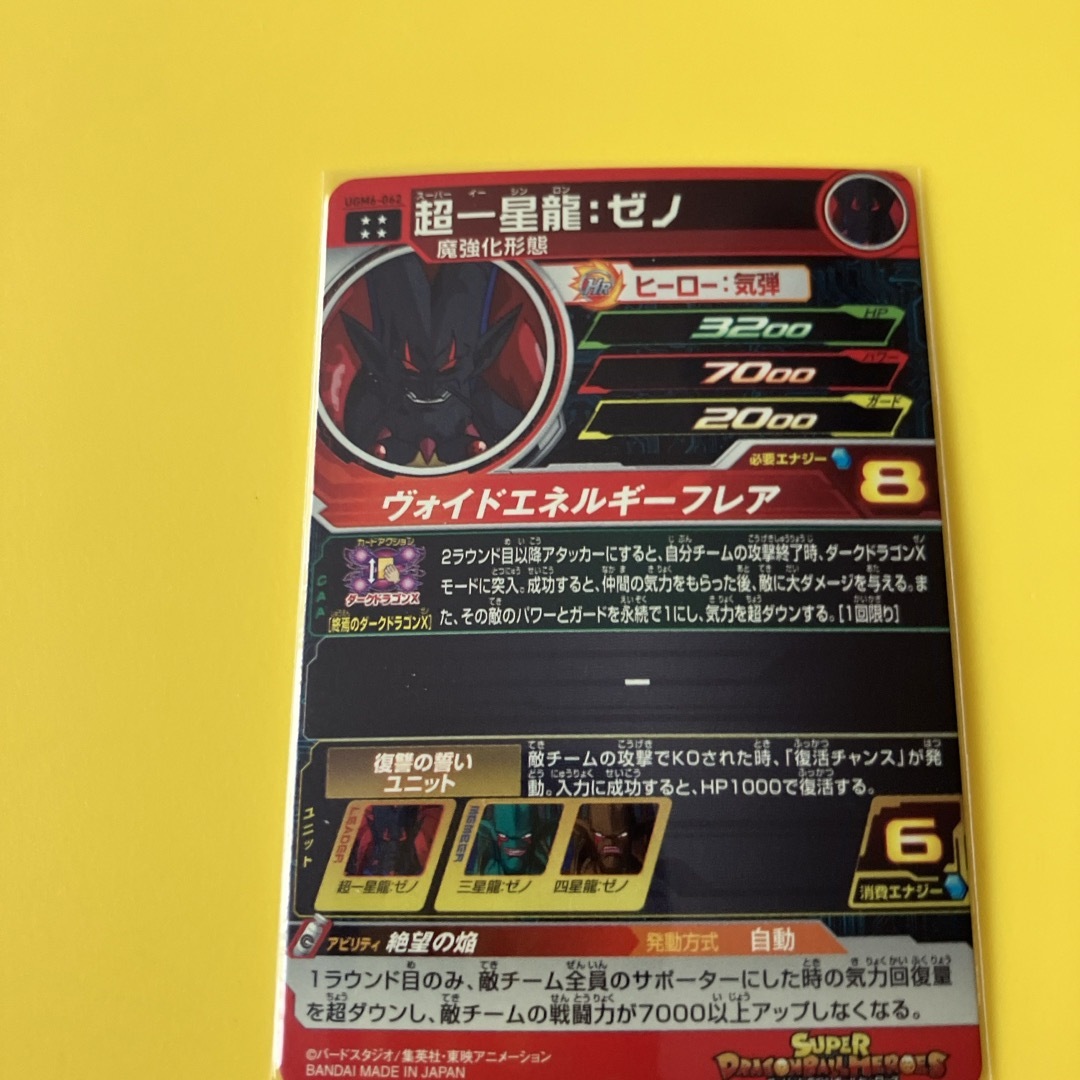 UGM6-062
スーパー イー シン ロン
超一星龍:ゼノ
魔強化形態
HR ヒーロー:気弾
HP
3200
パワー
7000
ガード
2000
必要エナジー 8
ヴォイドエネルギーフレア
CAA
カードアクション
ダークドラゴンX
[終焉のダークドラゴンX]
2ラウンド目以降アタッカーにすると、自分チームの攻撃終了時、ダークドラゴンX
モードに突入。成功すると、仲間の気力をもらった後、敵に大ダメージを与える。ま
た、その敵のパワーとガードを永続で1にし、気力を超ダウンする。[1回限り]
ー
ユニット
復讐の誓い
ユニット
敵チームの攻撃でKOされた時、「復活チャンス」が発
動。入力に成功すると、HP1000で復活する。
LEADER
MEMBER
超一星龍:ゼノ
三星龍:ゼノ
四星龍:ゼノ
6
消費エナジー
アビリティ 絶望の焔
発動方式 自動
1ラウンド目のみ、敵チーム全員のサポーターにした時の気力回復量
を超ダウンし、敵チームの戦闘力が7000以上アップしなくなる。
©バードスタジオ/集英社・東映アニメーション
BANDAI MADE IN JAPAN
SUPER
DRAGONBALL HEROES